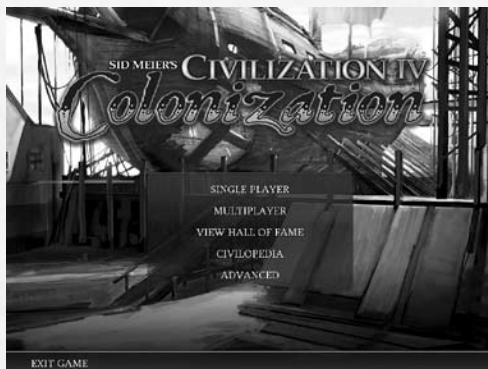 SID MEIER'S CIVILIZATION IV
Colonization
SINGLE PLAYER
MULTIPLAYER
VIEW HALL OF FAME
CIVILOPEDIA
ADVANCED
EXIT GAME